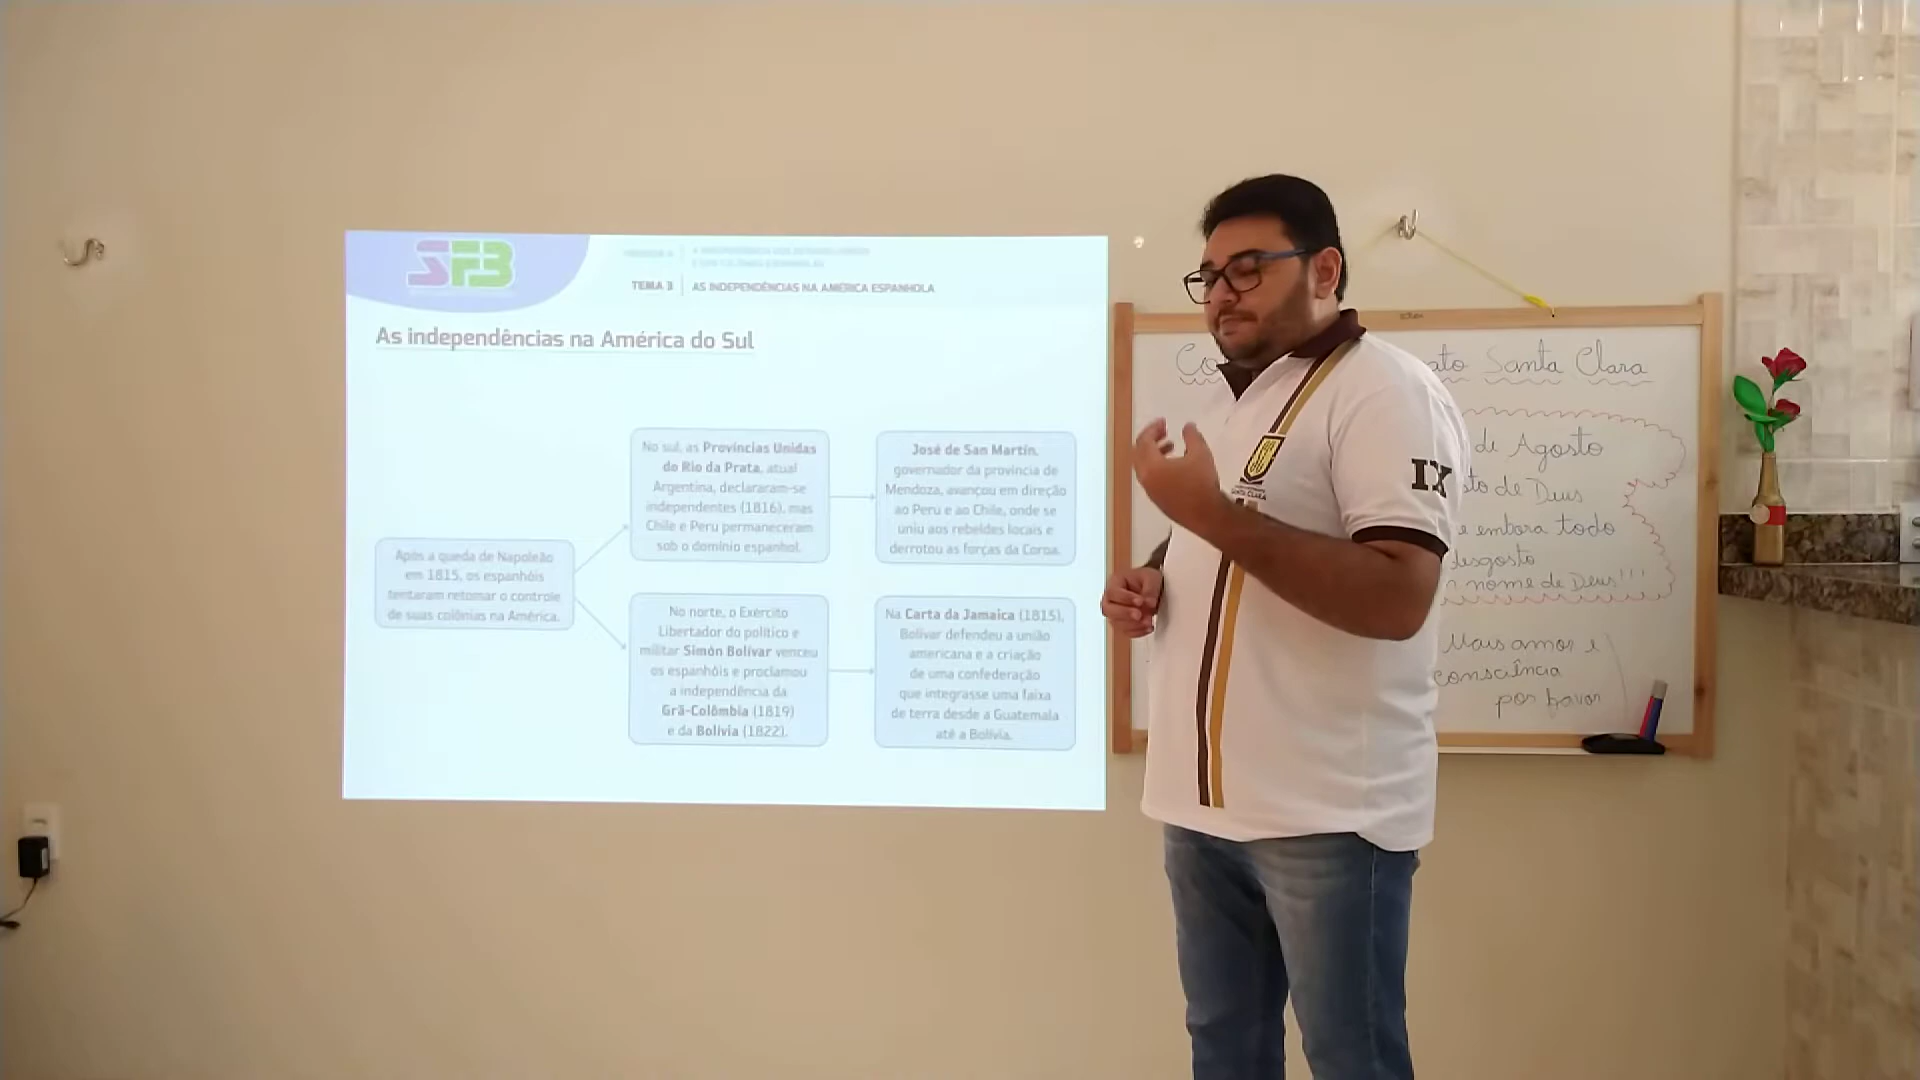 SFB
TEMA 3 AS INDEPENDÊNCIAS NA AMÉRICA ESPANHOLA
As independências na América do Sul
Após a queda de Napoleão
em 1815, os espanhóis
tentaram retomar o controle
de suas colônias na América.
No sul, as Províncias Unidas
do Rio da Prata, atual
Argentina, declararam-se
independentes (1816), mas
Chile e Peru permaneceram
sob o domínio espanhol.
José de San Martín,
governador da província de
Mendoza, avançou em direção
ao Peru e ao Chile, onde se
uniu aos rebeldes locais e
derrotou as forças da Coroa.
No norte, o Exército
Libertador do político e
militar Simón Bolívar venceu
os espanhóis e proclamou
a independência da
Grã-Colômbia (1819)
e da Bolívia (1822).
Na Carta da Jamaica (1815),
Bolívar defendeu a união
americana e a criação
de uma confederação
que integrasse uma faixa
de terra desde a Guatemala
até a Bolívia.
SANTA CLARA
IX
Santa Clara
de Agosto
de Deus
e embora todo
desgosto
nome de Deus!!!
Mais amor e
consciência
por favor